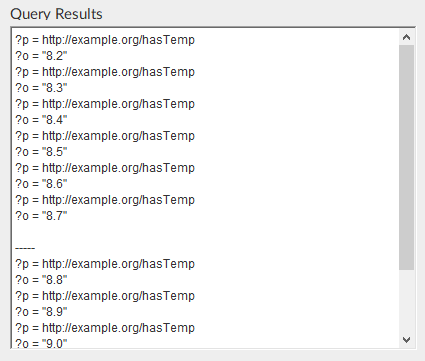 Query Results
?p = http://example.org/hasTemp
?o = "8.2"
?p = http://example.org/hasTemp
?o = "8.3"
?p = http://example.org/hasTemp
?o = "8.4"
?p = http://example.org/hasTemp
?o = "8.5"
?p = http://example.org/hasTemp
?o = "8.6"
?p = http://example.org/hasTemp
?o = "8.7"
-----
?p = http://example.org/hasTemp
?o = "8.8"
?p = http://example.org/hasTemp
?o = "8.9"
?p = http://example.org/hasTemp
?o = "9.0"